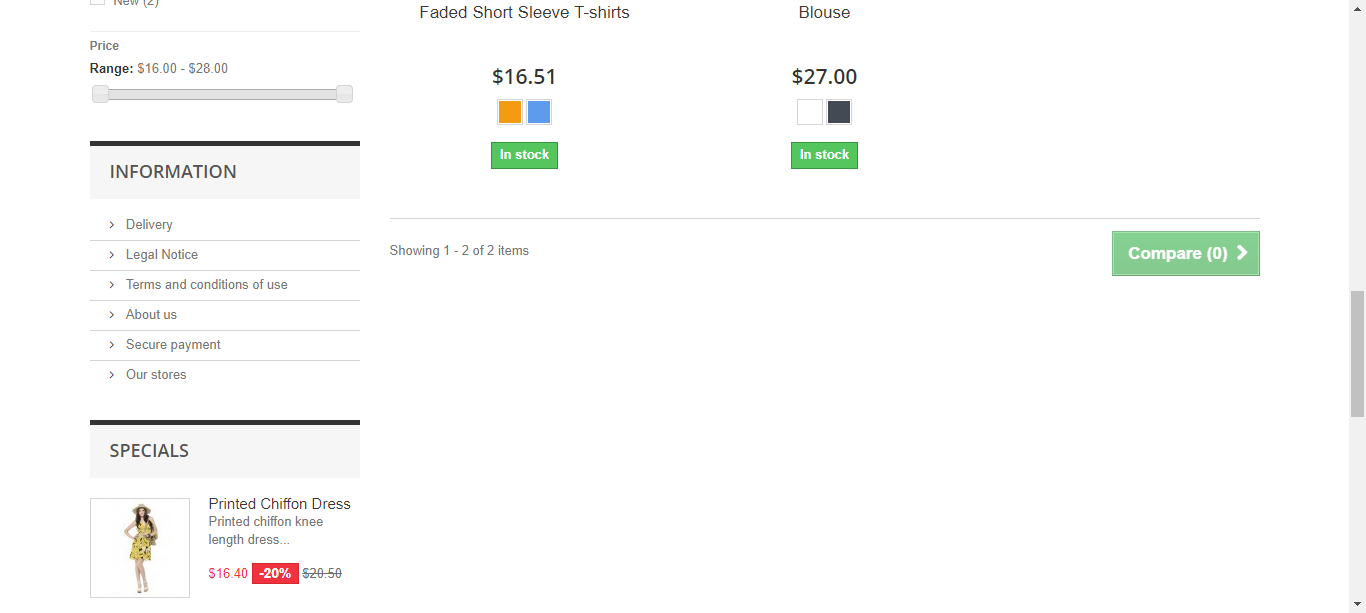 New (2)
Price
Range: $16.00 - $28.00
INFORMATION
Delivery
Legal Notice
Terms and conditions of use
About us
Secure payment
Our stores
SPECIALS
Printed Chiffon Dress
Printed chiffon knee
length dress...
$16.40 -20% $20.50
Faded Short Sleeve T-shirts
$16.51
In stock
Blouse
$27.00
In stock
Showing 1 - 2 of 2 items
Compare (0)